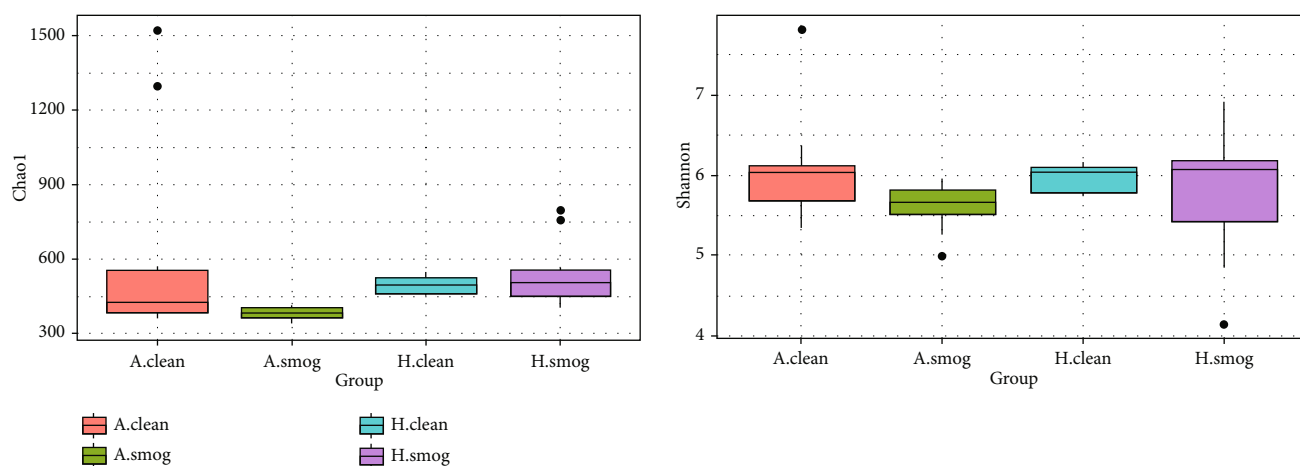 1500
1200
900
600
300
Chao1
A.clean A.smog H.clean H.smog
Group
7
6
5
4
Shannon
A.clean A.smog H.clean H.smog
Group
A.clean H.clean
A.smog H.smog